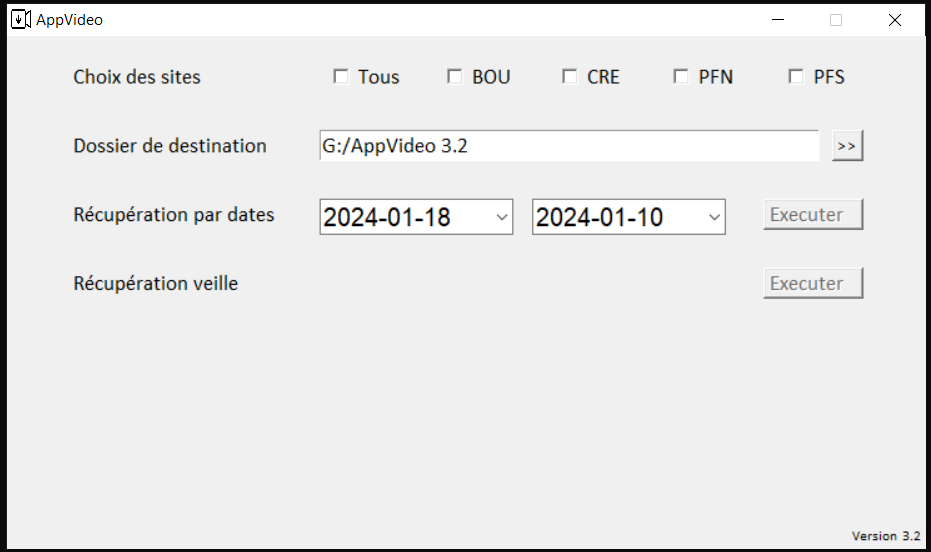 AppVideo
Choix des sites Tous BOU CRE PFN PFS
Dossier de destination G:/AppVideo 3.2 >>
Récupération par dates 2024-01-18 2024-01-10 Executer
Récupération veille Executer
Version 3.2